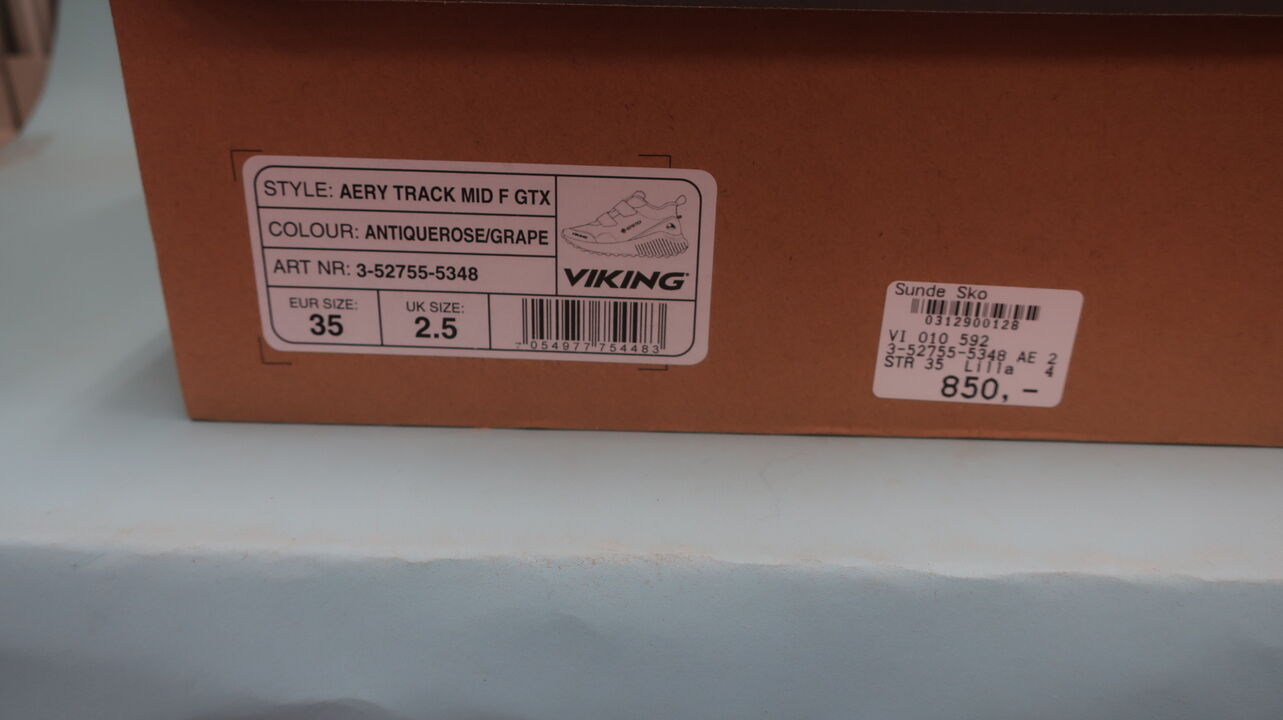 STYLE: AERY TRACK MID F GTX
COLOUR: ANTIQUEROSE/GRAPE
ART NR: 3-52755-5348
VIKING
EUR SIZE:
35
UK SIZE:
2.5
7 054977 754483
Sunde Sko
0312900128
VI 010 592
3-52755-5348 AE 2
STR 35 Lilla 4
850,-